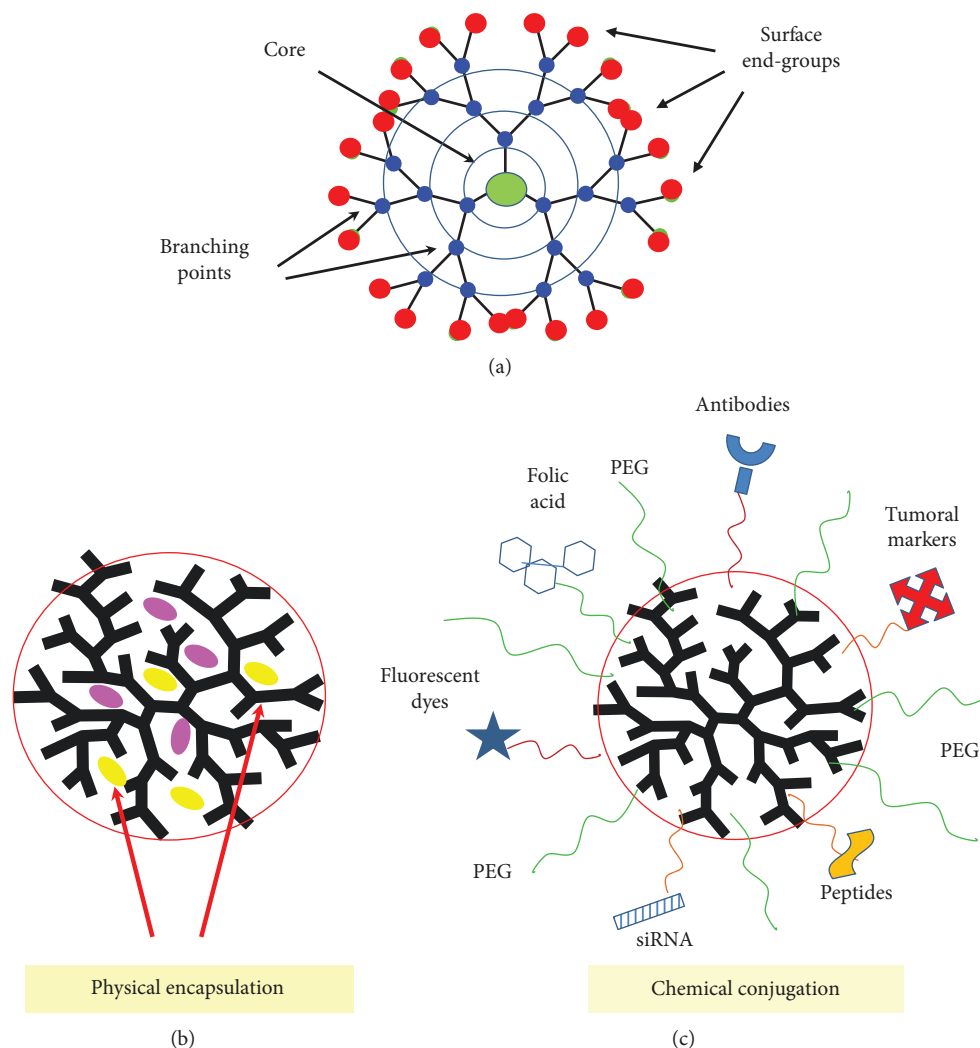 Core
Surface
end-groups
Branching
points
(a)
Antibodies
PEG
Folic
acid
Tumoral
markers
Fluorescent
dyes
PEG
PEG
Peptides
siRNA
Physical encapsulation
Chemical conjugation
(b)
(c)